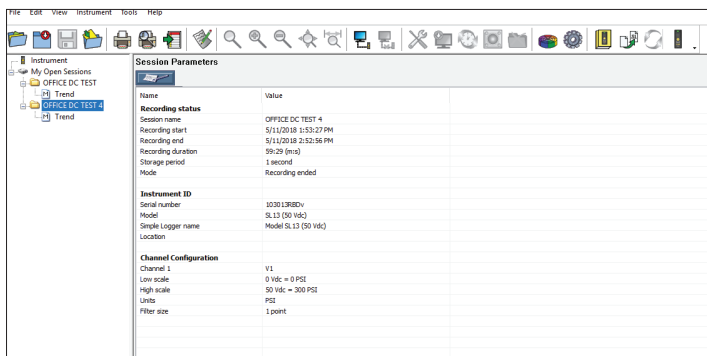 File Edit View Instrument Tools Help
Instrument
My Open Sessions
OFFICE DC TEST
Trend
OFFICE DC TEST 4
Trend
Session Parameters
Name Value
Recording status
Session name OFFICE DC TEST 4
Recording start 5/11/2018 1:53:27 PM
Recording end 5/11/2018 2:52:56 PM
Recording duration 59:29 (m:s)
Storage period 1 second
Mode Recording ended
Instrument ID
Serial number 103013RBDv
Model SL13 (50 Vdc)
Simple Logger name Model SL13 (50 Vdc)
Location
Channel Configuration
Channel 1 V1
Low scale 0 Vdc = 0 PSI
High scale 50 Vdc = 300 PSI
Units PSI
Filter size 1 point